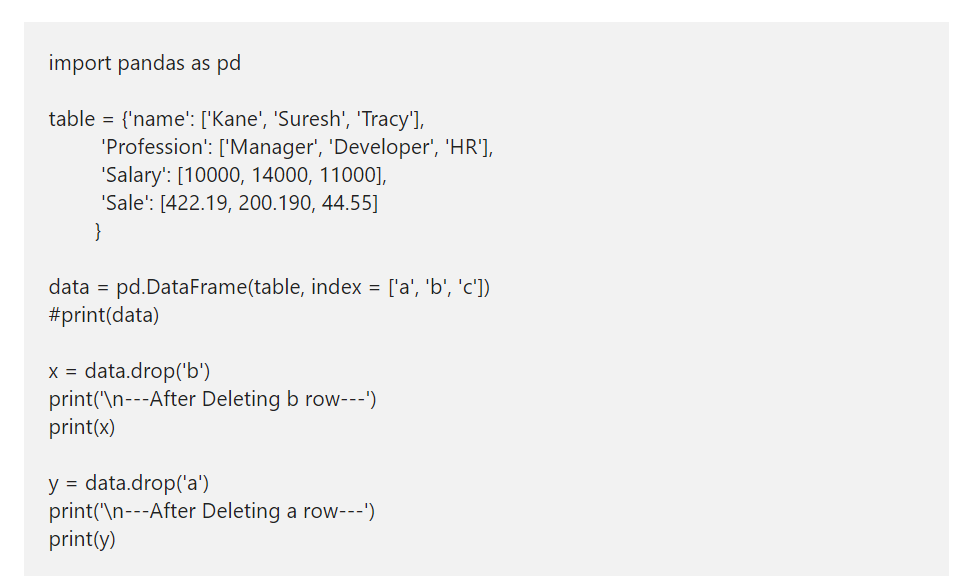 import pandas as pd
table = {'name': ['Kane', 'Suresh', 'Tracy'],
'Profession': ['Manager', 'Developer', 'HR'],
'Salary': [10000, 14000, 11000],
'Sale': [422.19, 200.190, 44.55]
}
data = pd.DataFrame(table, index = ['a', 'b', 'c'])
#print(data)
x = data.drop('b')
print('\n---After Deleting b row---')
print(x)
y = data.drop('a')
print('\n---After Deleting a row---')
print(y)